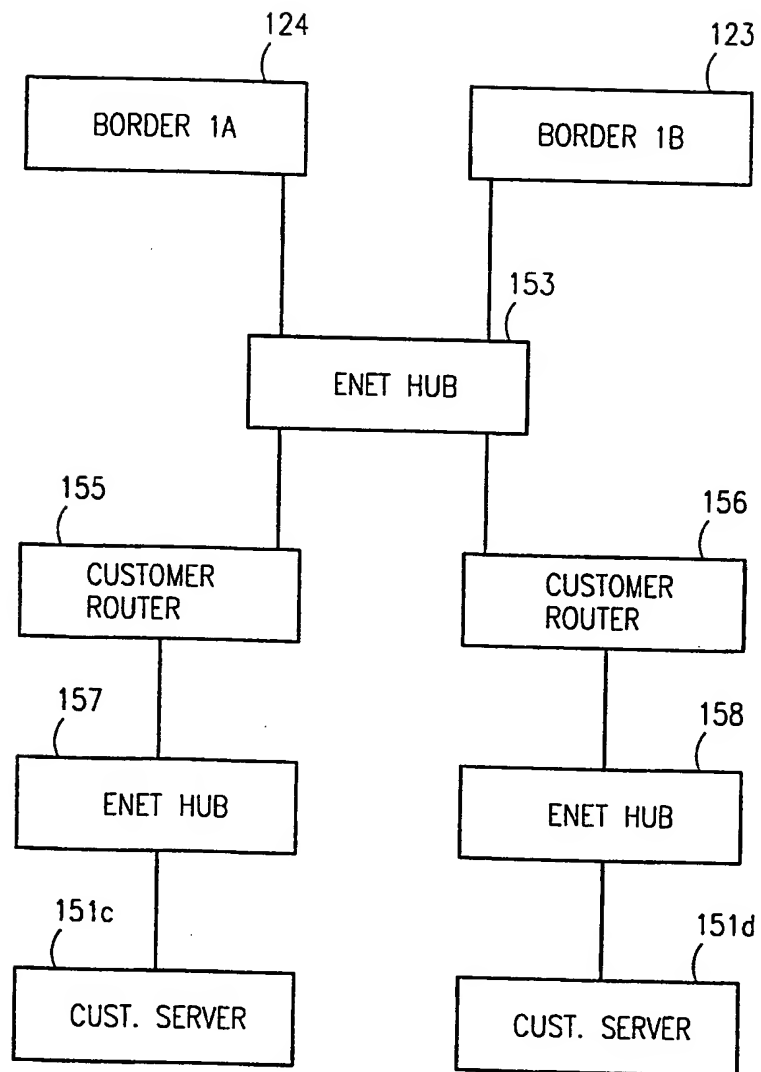 124
123
BORDER 1A
BORDER 1B
153
ENET HUB
155
156
CUSTOMER
ROUTER
CUSTOMER
ROUTER
157
158
ENET HUB
ENET HUB
151c
151d
CUST. SERVER
CUST. SERVER